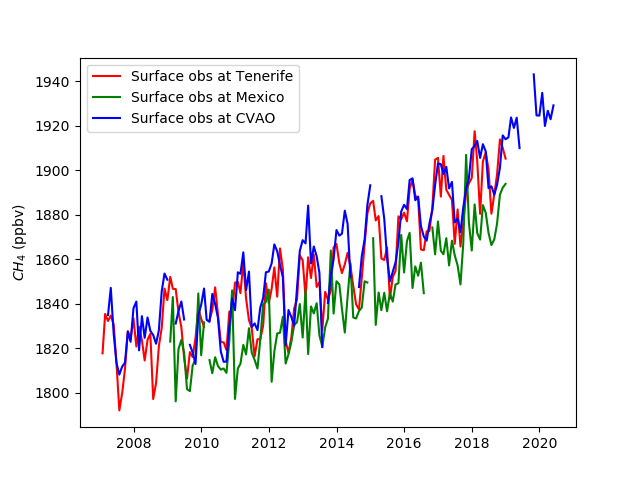 Surface obs at Tenerife
Surface obs at Mexico
Surface obs at CVAO
1940
1920
1900
1880
1860
1840
1820
1800
CH₄ (ppbv)
2008 2010 2012 2014 2016 2018 2020